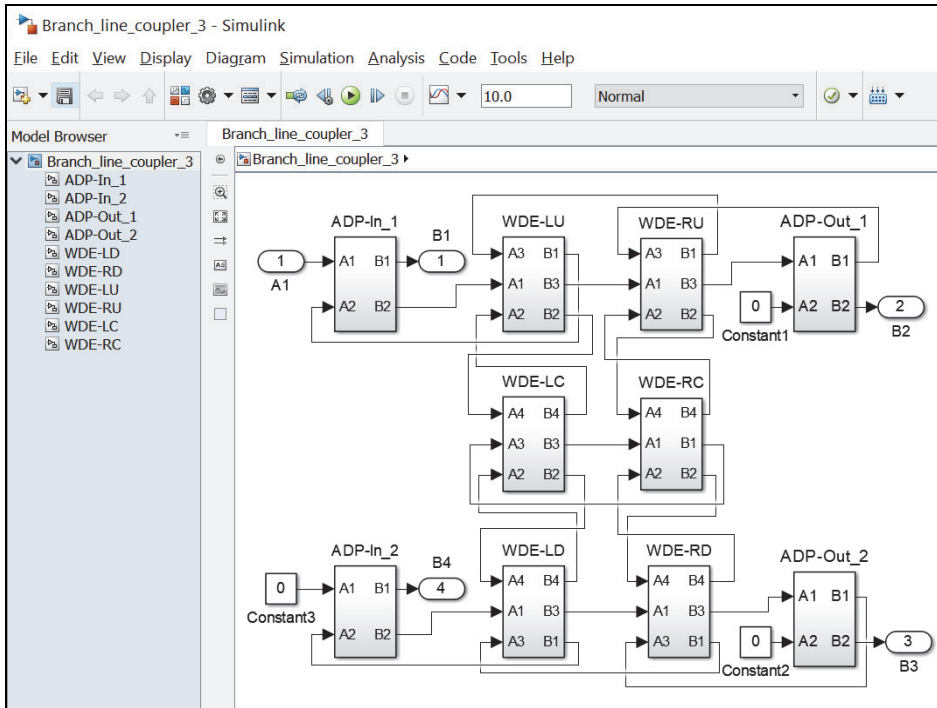 Branch_line_coupler_3 - Simulink
File Edit View Display Diagram Simulation Analysis Code Tools Help
10.0 Normal
Model Browser
Branch_line_coupler_3
Branch_line_coupler_3
ADP-In_1
ADP-In_2
ADP-Out_1
ADP-Out_2
WDE-LD
WDE-RD
WDE-LU
WDE-RU
WDE-LC
WDE-RC
Branch_line_coupler_3
ADP-In_1
A1 B1
A2 B2
1
A1
B1
1
WDE-LU
A3 B1
A1 B3
A2 B2
WDE-RU
A3 B1
A1 B3
A2 B2
ADP-Out_1
A1 B1
A2 B2
0
Constant1
2
B2
WDE-LC
A4 B4
A3 B3
A2 B2
WDE-RC
A4 B4
A1 B1
A2 B2
ADP-In_2
A1 B1
A2 B2
0
Constant3
B4
4
WDE-LD
A4 B4
A1 B3
A3 B1
WDE-RD
A4 B4
A1 B3
A3 B1
ADP-Out_2
A1 B1
A2 B2
0
Constant2
3
B3